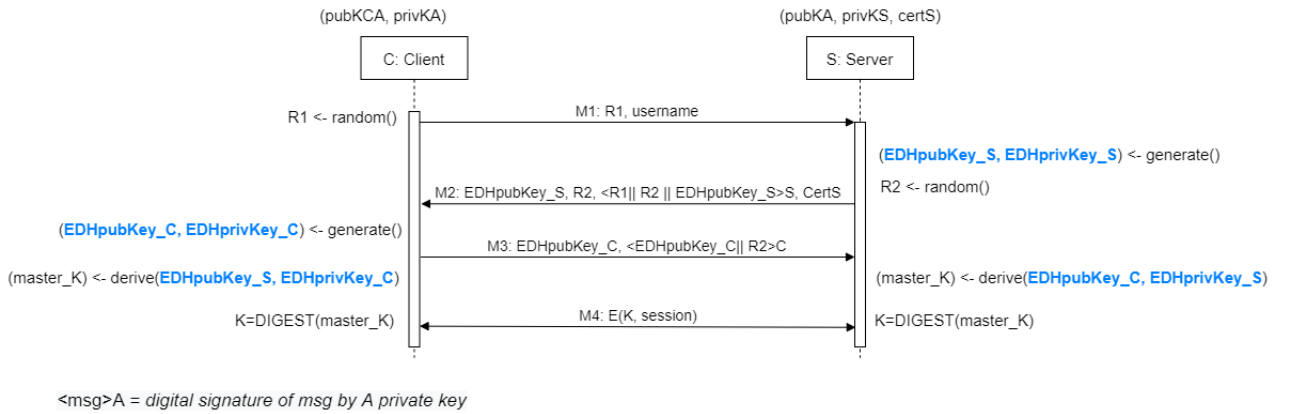 (pubKCA, privKA)
(pubKA, privKS, certS)
C: Client
S: Server
R1 <- random()
M1: R1, username
(EDHpubKey_S, EDHprivKey_S) <- generate()
R2 <- random()
M2: EDHpubKey_S, R2, <R1|| R2 || EDHpubKey_S>S, CertS
(EDHpubKey_C, EDHprivKey_C) <- generate()
M3: EDHpubKey_C, <EDHpubKey_C|| R2>C
(master_K) <- derive(EDHpubKey_S, EDHprivKey_C)
(master_K) <- derive(EDHpubKey_C, EDHprivKey_S)
K=DIGEST(master_K)
M4: E(K, session)
K=DIGEST(master_K)
<msg>A = digital signature of msg by A private key